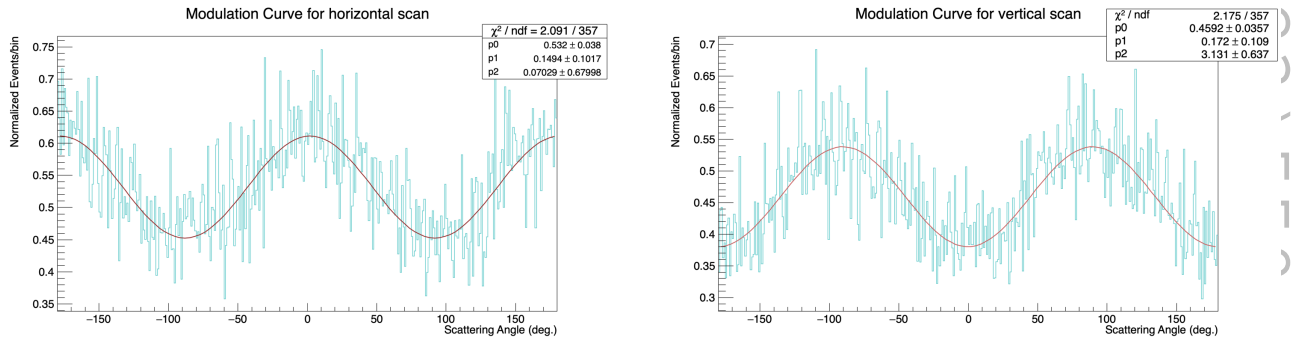 Modulation Curve for horizontal scan
χ² / ndf = 2.091 / 357
p0 0.532 ± 0.038
p1 0.1494 ± 0.1017
p2 0.07029 ± 0.67998
Normalized Events/bin
0.75
0.7
0.65
0.6
0.55
0.5
0.45
0.4
0.35
−150 −100 −50 0 50 100 150
Scattering Angle (deg.)
Modulation Curve for vertical scan
χ² / ndf 2.175 / 357
p0 0.4592 ± 0.0357
p1 0.172 ± 0.109
p2 3.131 ± 0.637
Normalized Events/bin
0.7
0.65
0.6
0.55
0.5
0.45
0.4
0.35
0.3
−150 −100 −50 0 50 100 150
Scattering Angle (deg.)